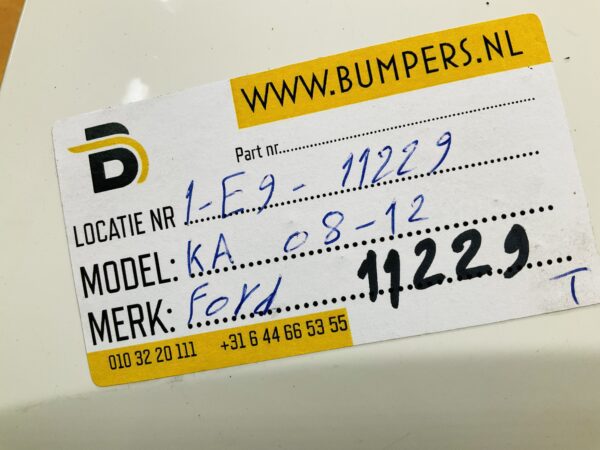 WWW.BUMPERS.NL
B
Part nr.
LOCATIE NR 1-E9-11229
MODEL: KA 08-12
MERK: Ford 11229
T
010 32 20 111 +31 6 44 66 53 55